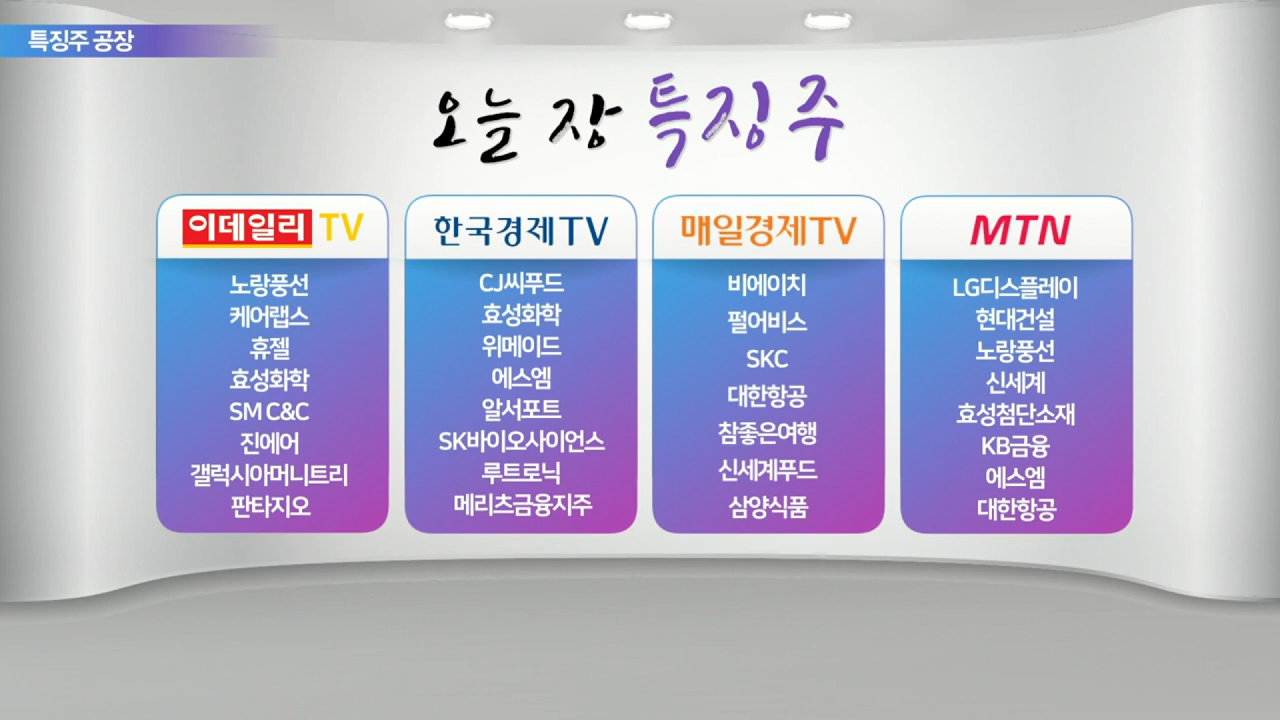 특징주 공장
오늘 장 특징주
이데일리 TV
노랑풍선
케어랩스
휴젤
효성화학
SM C&C
진에어
갤럭시아머니트리
판타지오
한국경제TV
CJ씨푸드
효성화학
위메이드
에스엠
알서포트
SK바이오사이언스
루트로닉
메리츠금융지주
매일경제TV
비에이치
펄어비스
SKC
대한항공
참좋은여행
신세계푸드
삼양식품
MTN
LG디스플레이
현대건설
노랑풍선
신세계
효성첨단소재
KB금융
에스엠
대한항공